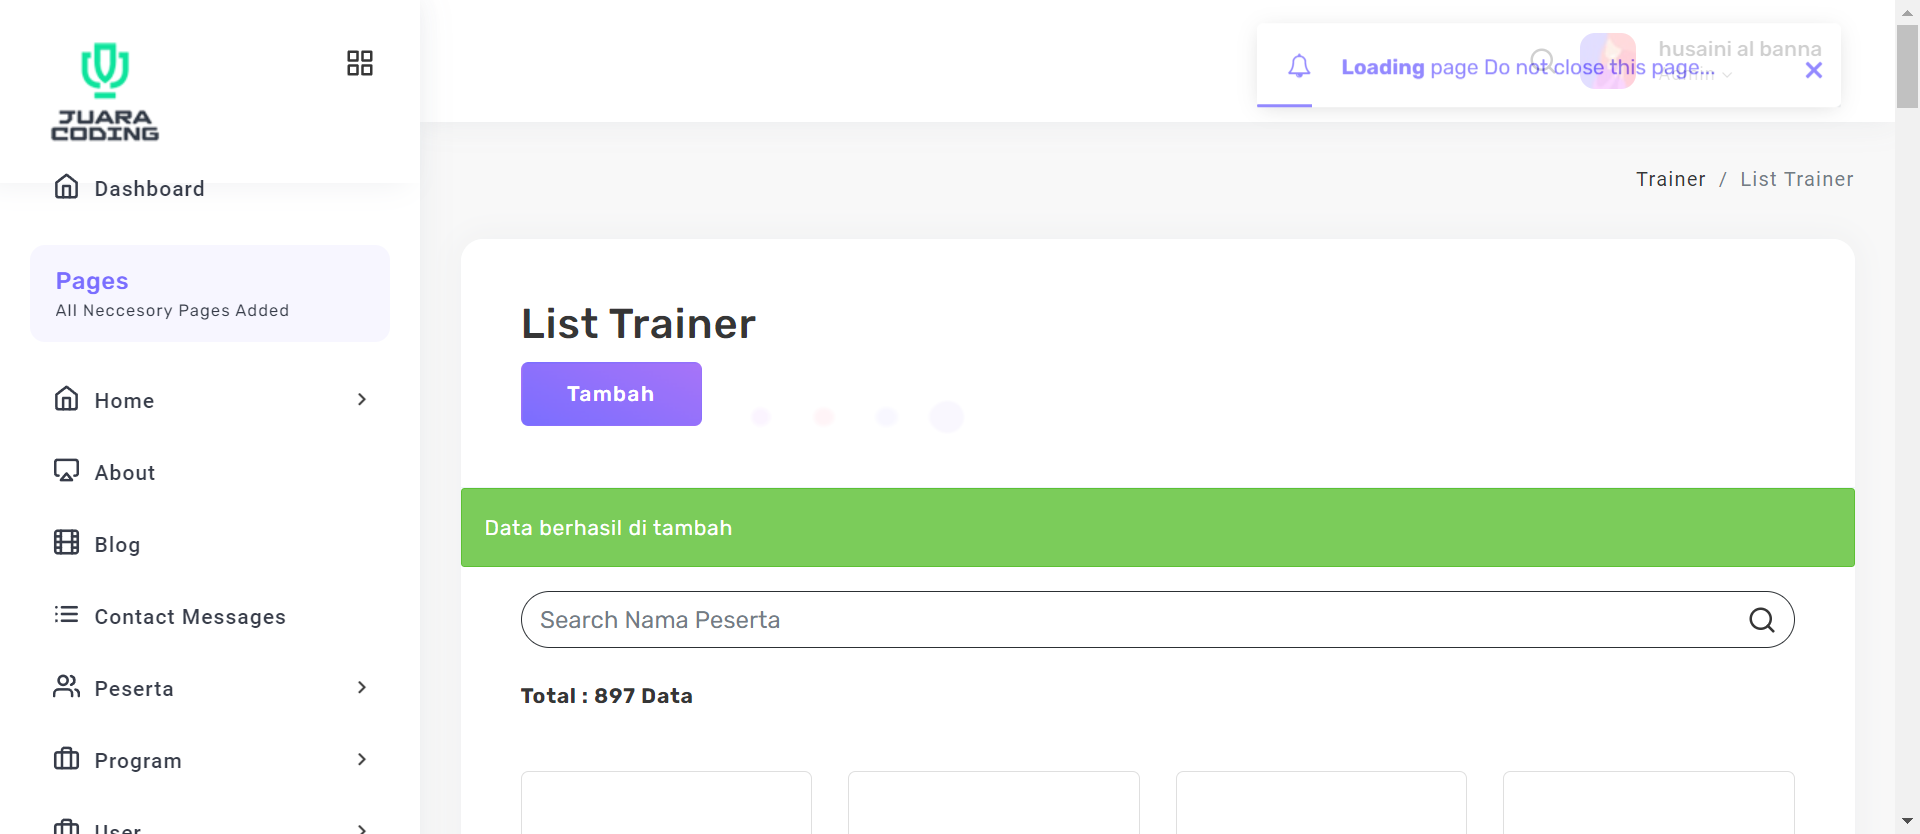 JUARA
CODING
Dashboard
Pages
All Neccesory Pages Added
Home
About
Blog
Contact Messages
Peserta
Program
User
Loading page Do not close this page...
husaini al banna
Admin
Trainer / List Trainer
List Trainer
Tambah
Data berhasil di tambah
Search Nama Peserta
Total : 897 Data